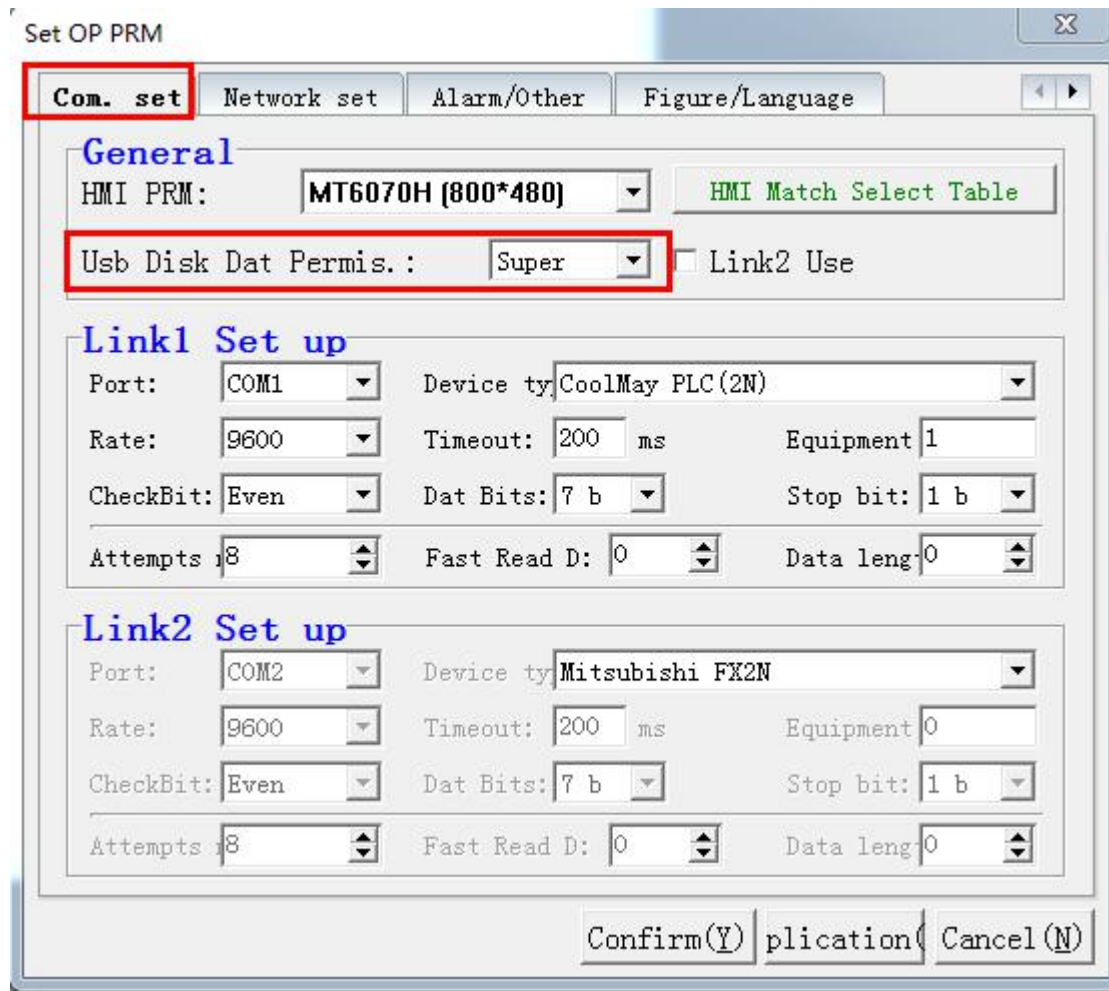 Set OP PRM
Com. set Network set Alarm/Other Figure/Language
General
HMI PRM: MT6070H (800*480) HMI Match Select Table
Usb Disk Dat Permis.: Super Link2 Use
Link1 Set up
Port: COM1 Device ty CoolMay PLC(2N)
Rate: 9600 Timeout: 200 ms Equipment 1
CheckBit: Even Dat Bits: 7 b Stop bit: 1 b
Attempts 8 Fast Read D: 0 Data leng 0
Link2 Set up
Port: COM2 Device ty Mitsubishi FX2N
Rate: 9600 Timeout: 200 ms Equipment 0
CheckBit: Even Dat Bits: 7 b Stop bit: 1 b
Attempts 8 Fast Read D: 0 Data leng 0
Confirm(Y) plication( Cancel(N)